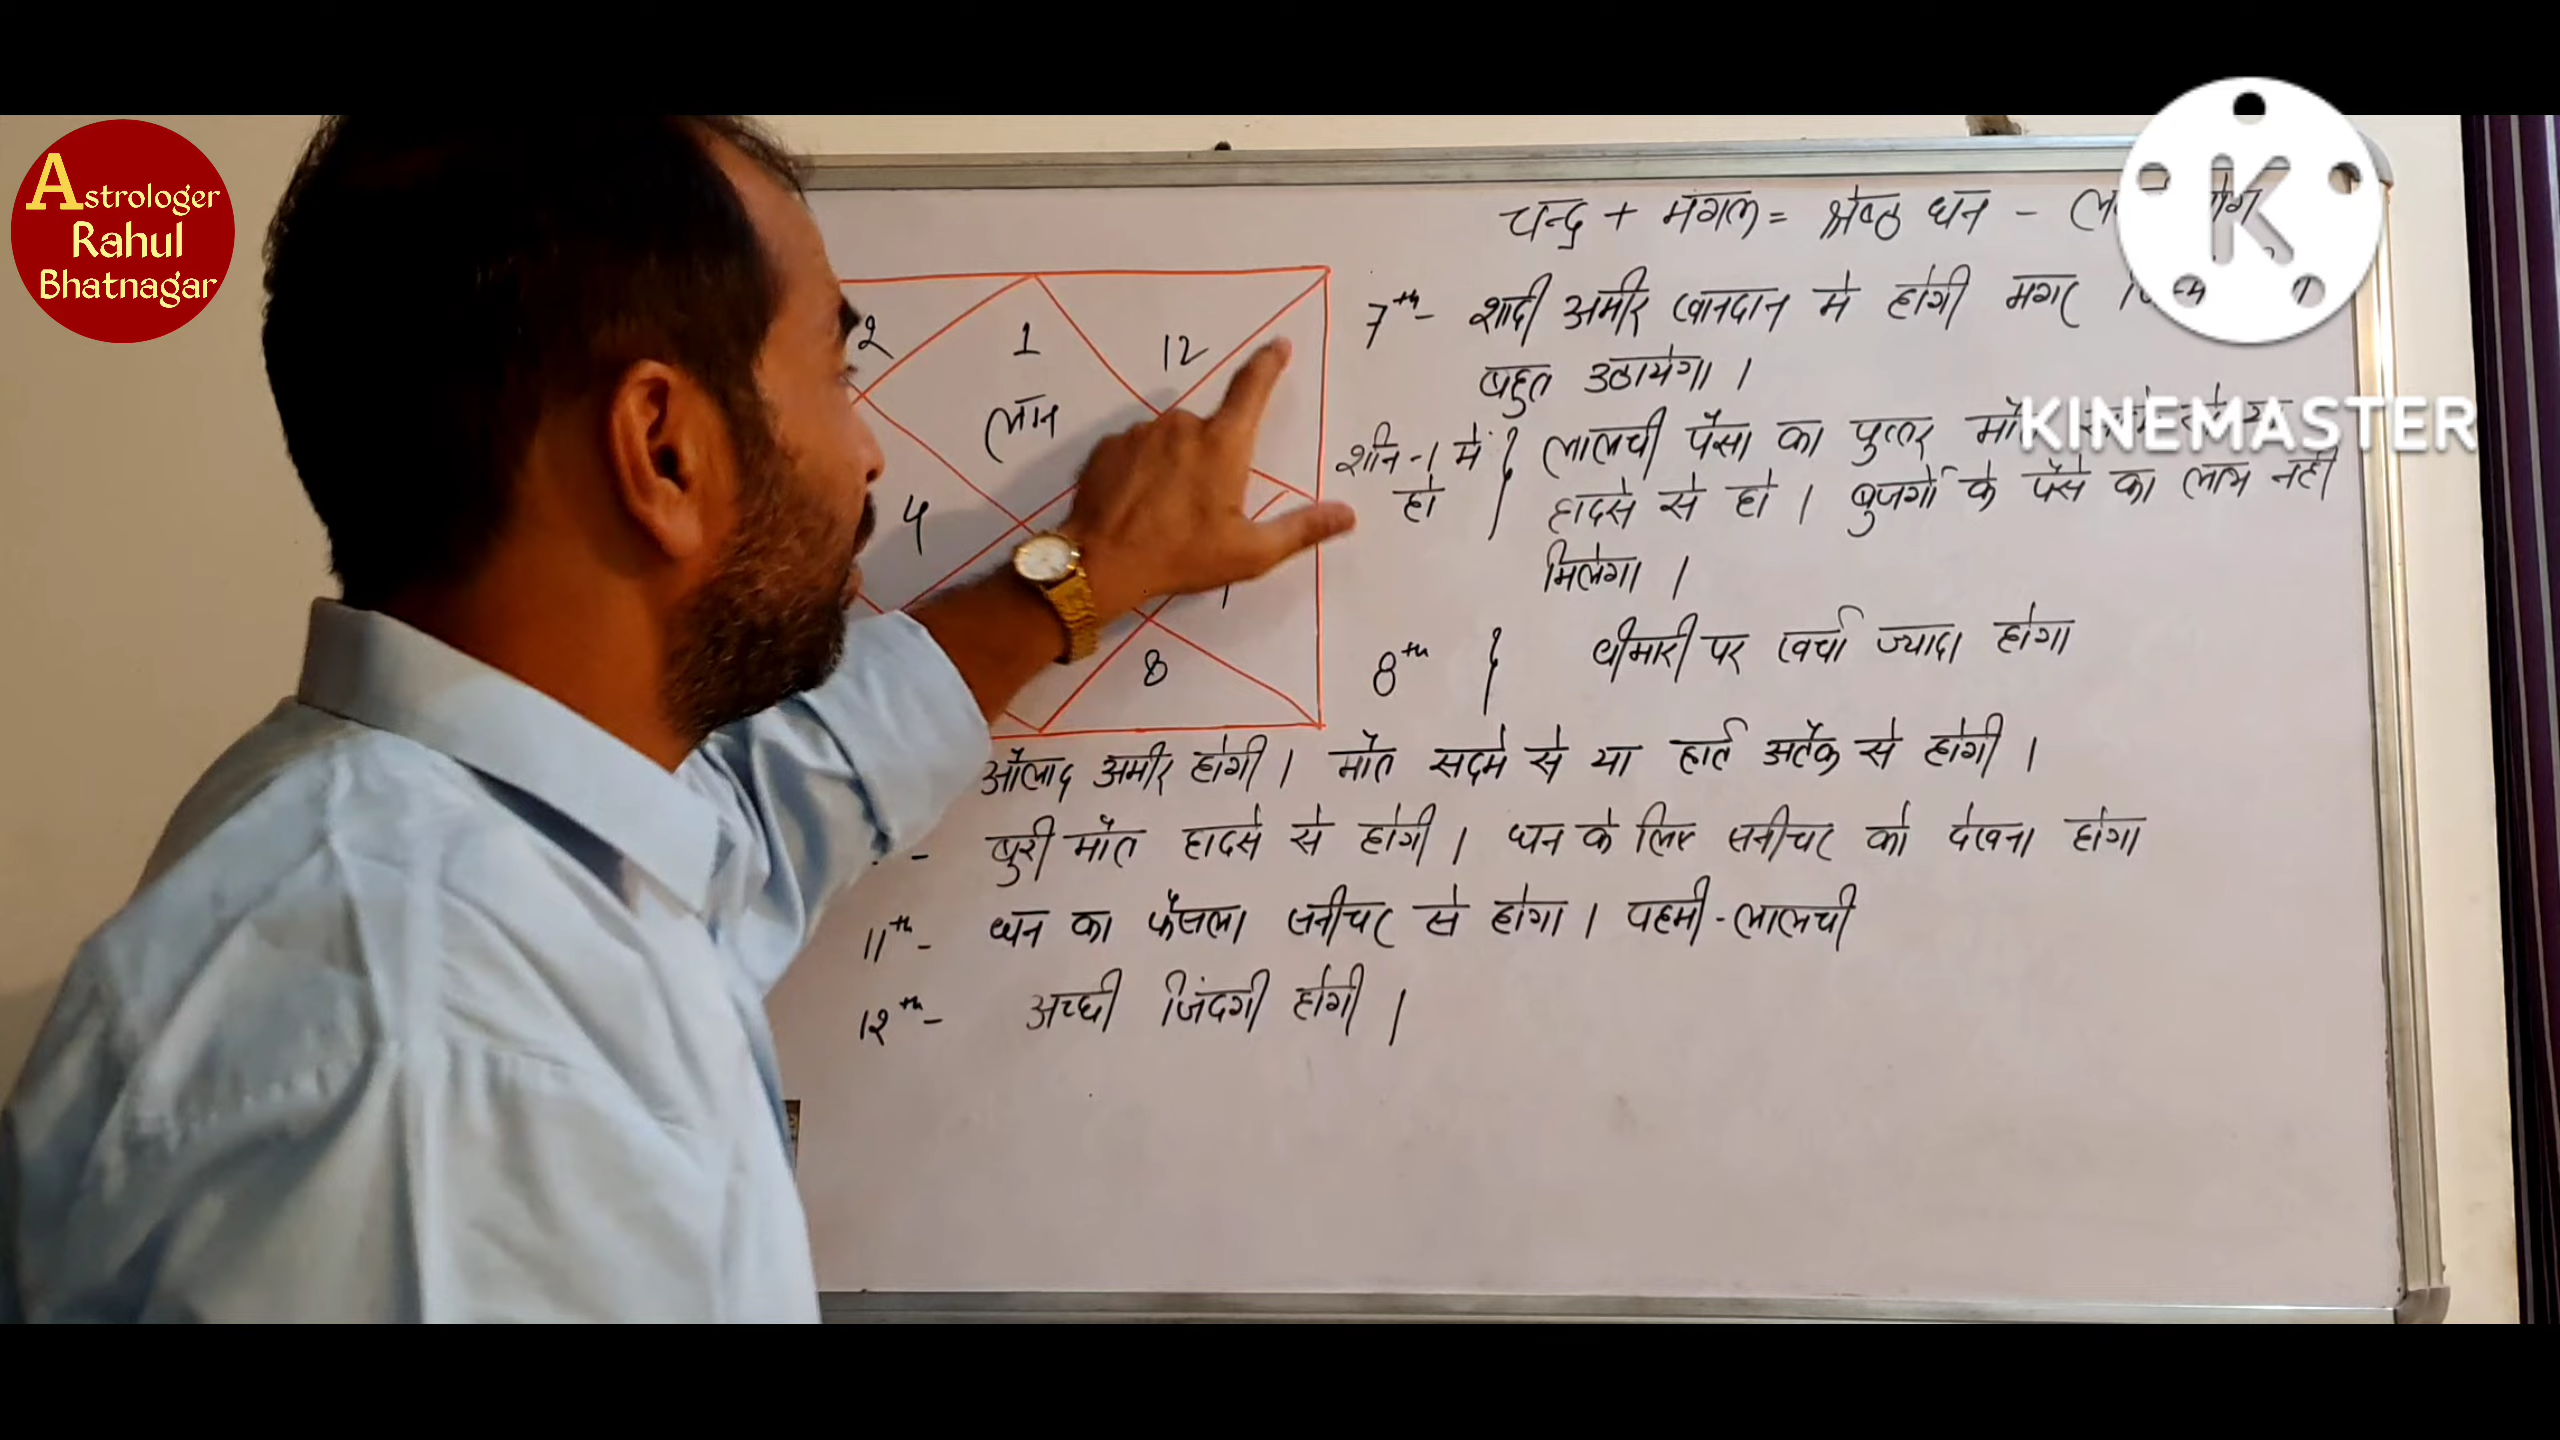 Astrologer
Rahul
Bhatnagar
KINEMASTER
चन्द्र + मंगल = श्रेष्ठ धन -
7th - शादी अमीर खानदान मे होगी मगर
बहुत उठायेगा ।
शनि - 1 में हो } लालची पैसा का पुत्तर
हादसे से हो । बुजर्गो के पैसे का लाभ नही
मिलेगा ।
8th } बीमारी पर खर्चा ज्यादा होगा
औलाद अमीर होगी । मौत सदमे से या हार्ट अटैक से होगी ।
- बुरी मौत हादसे से होगी । धन के लिए सनीचर को देखना होगा
11th - धन का फैसला सनीचर से होगा । वहमी - लालची
12th - अच्छी जिंदगी होगी ।
2
1
12
लग्न
4
8